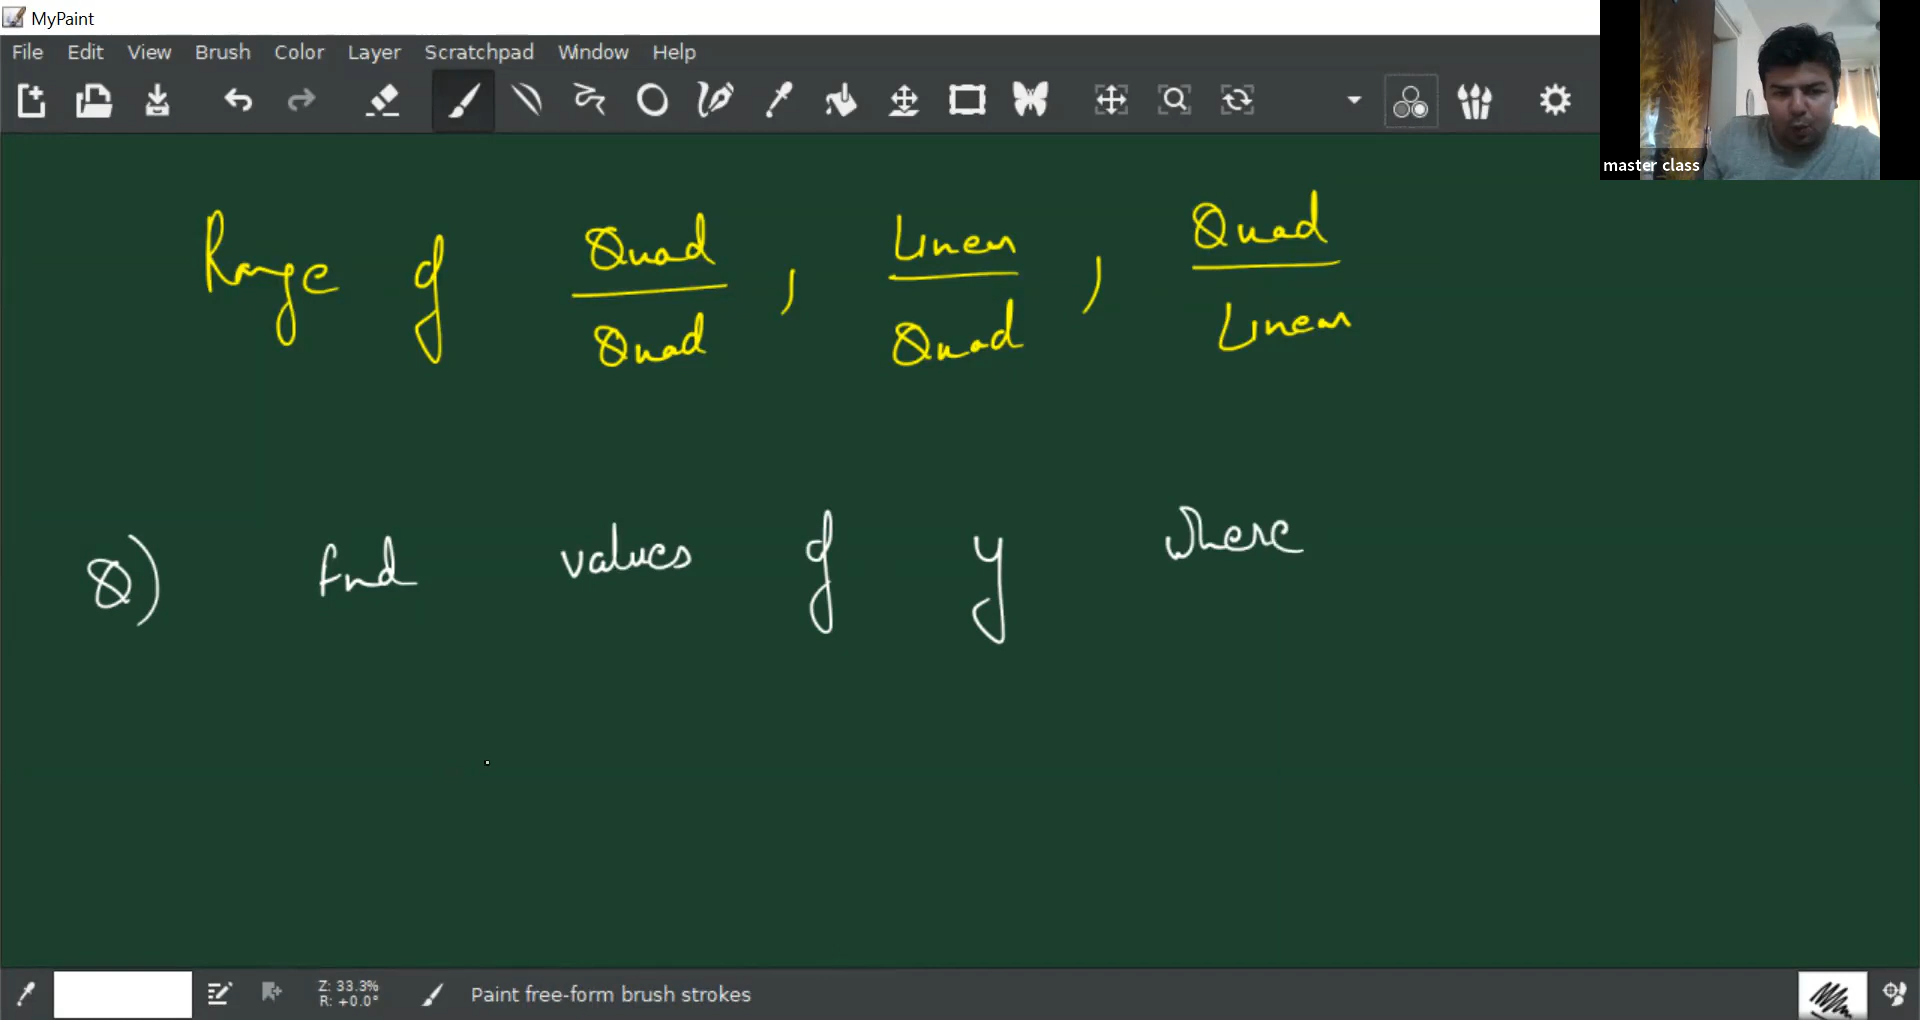 MyPaint
File Edit View Brush Color Layer Scratchpad Window Help
master class
Range of Quad / Quad , Linear / Quad , Quad / Linear
Q) find values of y where
Z: 33.3%
R: +0.0°
Paint free-form brush strokes